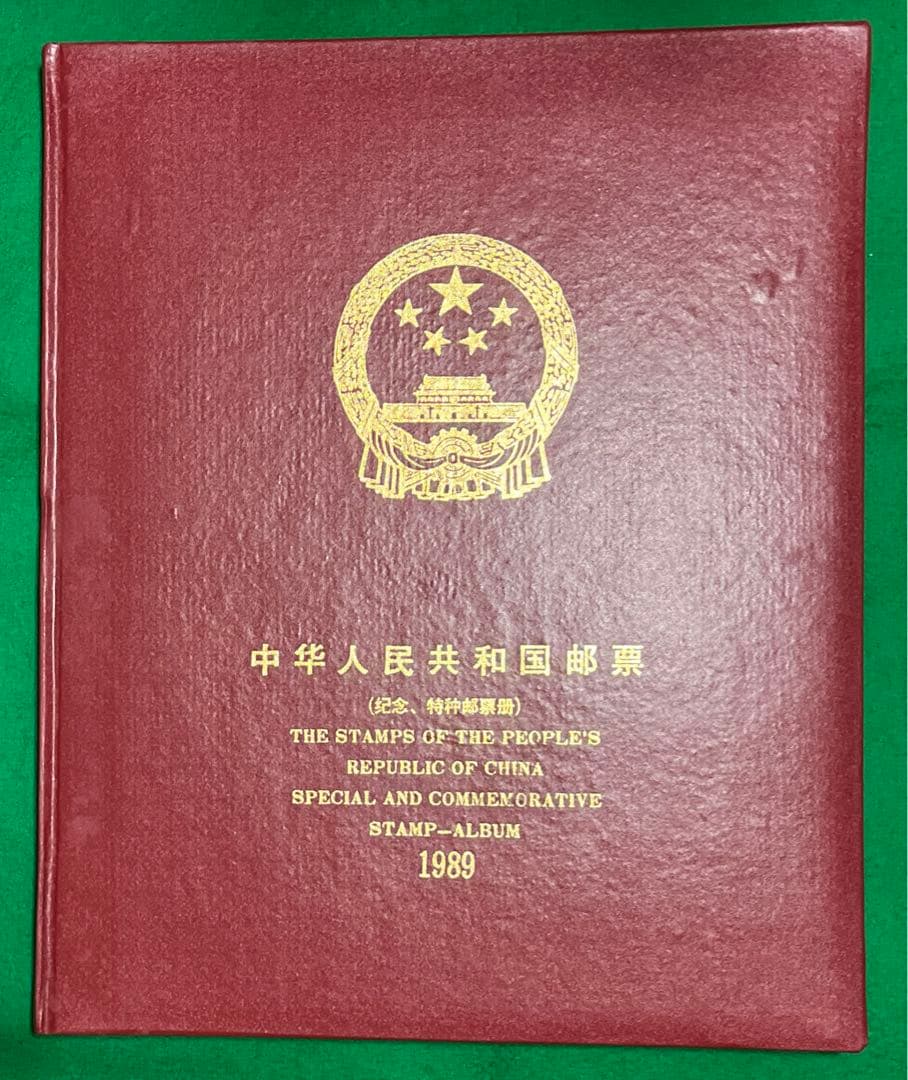 中华人民共和国邮票
(纪念、特种邮票册)
THE STAMPS OF THE PEOPLE'S
REPUBLIC OF CHINA
SPECIAL AND COMMEMORATIVE
STAMP-ALBUM
1989